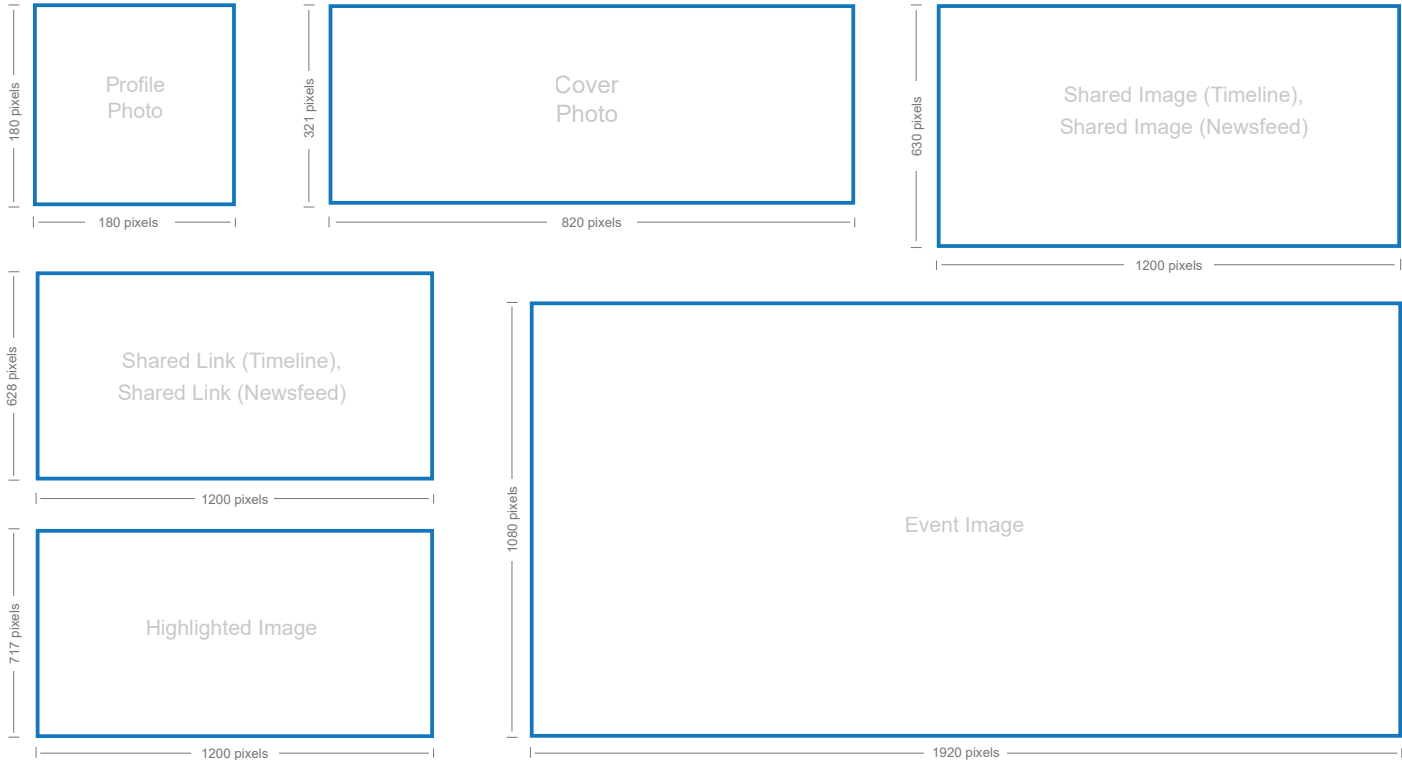 180 pixels
Profile
Photo
180 pixels
321 pixels
Cover
Photo
820 pixels
630 pixels
Shared Image (Timeline),
Shared Image (Newsfeed)
1200 pixels
628 pixels
Shared Link (Timeline),
Shared Link (Newsfeed)
1200 pixels
1080 pixels
Event Image
1920 pixels
717 pixels
Highlighted Image
1200 pixels